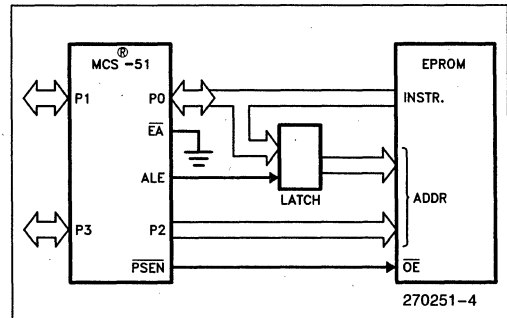 ®
MCS -51
EPROM
P1
P0
INSTR.
EA
ALE
LATCH
ADDR
P3
P2
PSEN
OE
270251-4